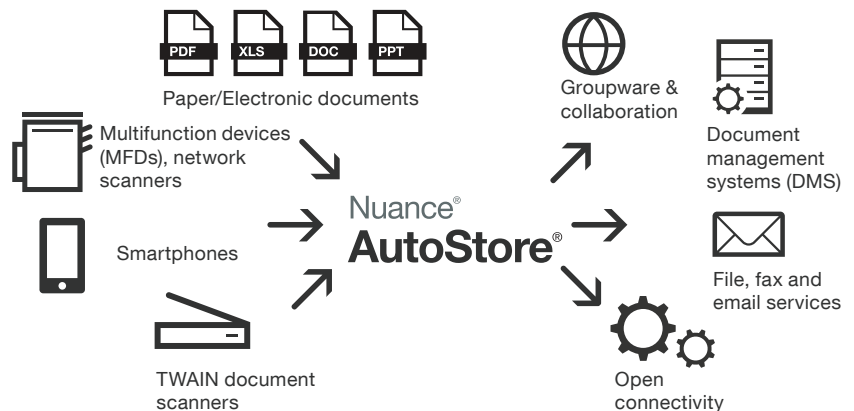 PDF
XLS
DOC
PPT
Paper/Electronic documents
Multifunction devices
(MFDs), network
scanners
Smartphones
TWAIN document
scanners
Nuance®
AutoStore®
Groupware &
collaboration
Document
management
systems (DMS)
File, fax and
email services
Open
connectivity